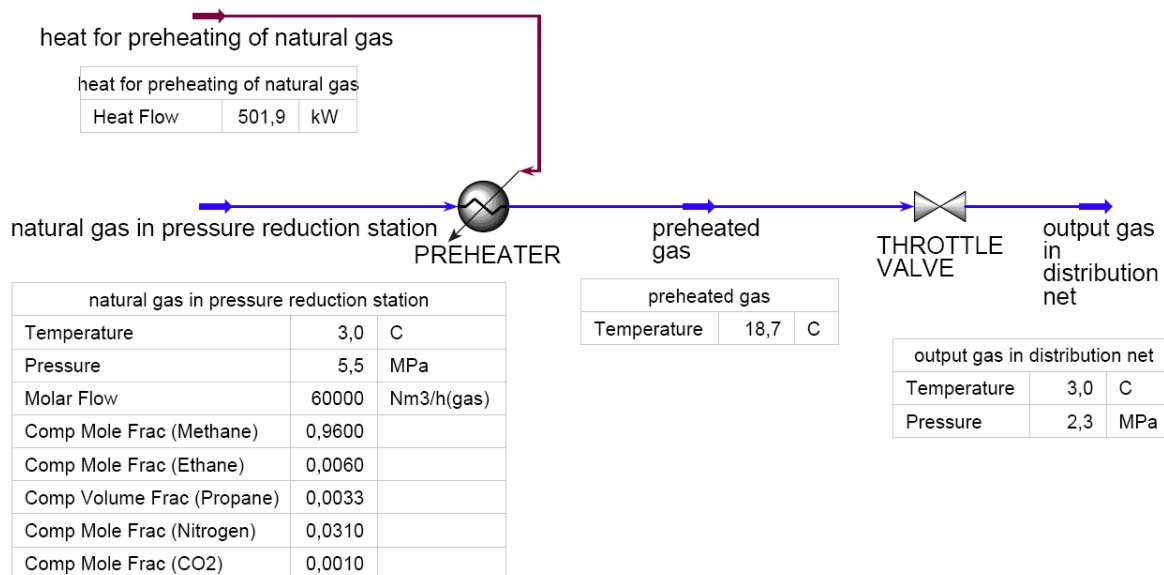 heat for preheating of natural gas
heat for preheating of natural gas
Heat Flow 501,9 kW
natural gas in pressure reduction station
PREHEATER
preheated
gas
THROTTLE
VALVE
output gas
in
distribution
net
natural gas in pressure reduction station
Temperature 3,0 C
Pressure 5,5 MPa
Molar Flow 60000 Nm3/h(gas)
Comp Mole Frac (Methane) 0,9600
Comp Mole Frac (Ethane) 0,0060
Comp Volume Frac (Propane) 0,0033
Comp Mole Frac (Nitrogen) 0,0310
Comp Mole Frac (CO2) 0,0010
preheated gas
Temperature 18,7 C
output gas in distribution net
Temperature 3,0 C
Pressure 2,3 MPa